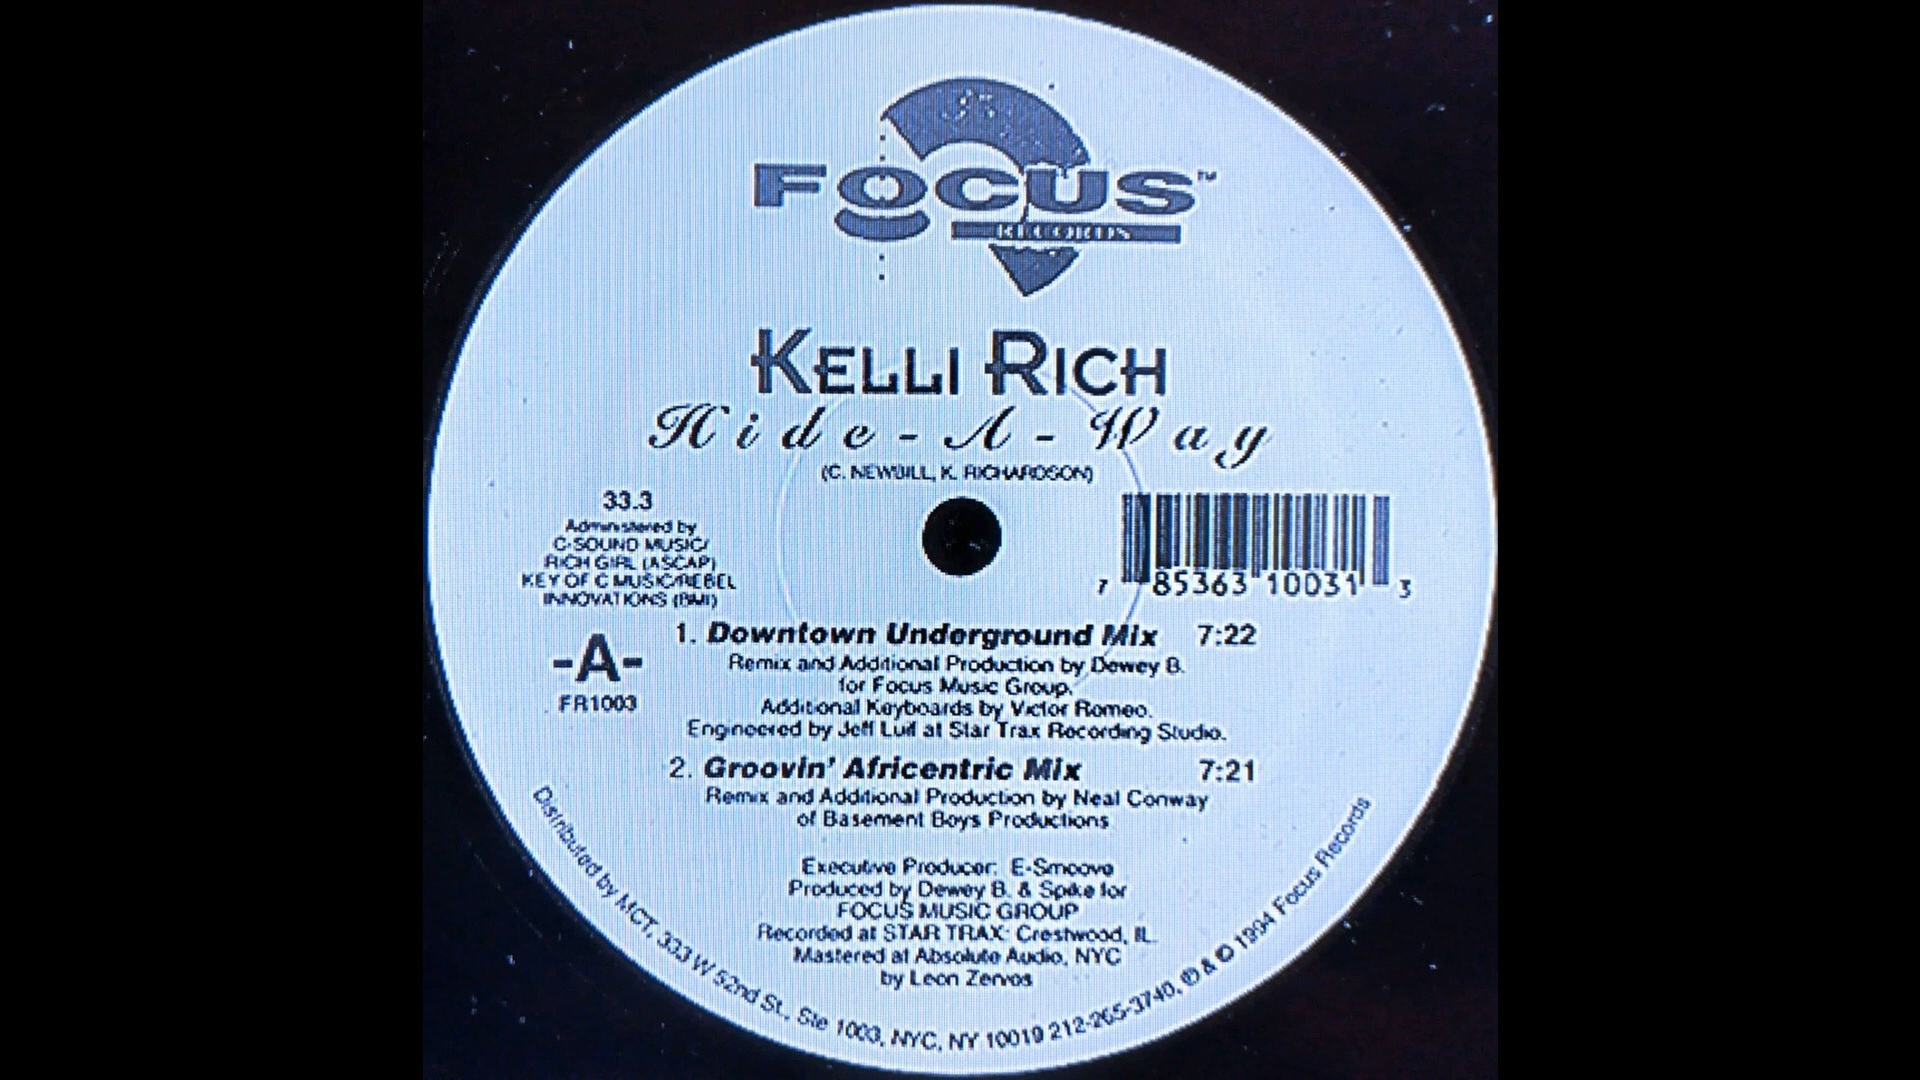 FOCUS™
RECORDS
KELLI RICH
Hide-A-Way
(C. NEWBILL, K. RICHARDSON)
33.3
Administered by
C-SOUND MUSIC/
RICH GIRL (ASCAP)
KEY OF C MUSIC/REBEL
INNOVATIONS (BMI)
7 85363 10031 3
-A-
FR1003
1. Downtown Underground Mix 7:22
Remix and Additional Production by Dewey B.
for Focus Music Group.
Additional Keyboards by Victor Romeo.
Engineered by Jeff Luif at Star Trax Recording Studio.
2. Groovin' Africentric Mix 7:21
Remix and Additional Production by Neal Conway
of Basement Boys Productions
Executive Producer: E-Smoove
Produced by Dewey B. & Spike for
FOCUS MUSIC GROUP
Recorded at STAR TRAX: Crestwood, IL.
Mastered at Absolute Audio, NYC
by Leon Zervos
Distributed by MCT, 333 W 52nd St., Ste 1003, NYC, NY 10019 212-265-3740, ℗ & © 1994 Focus Records